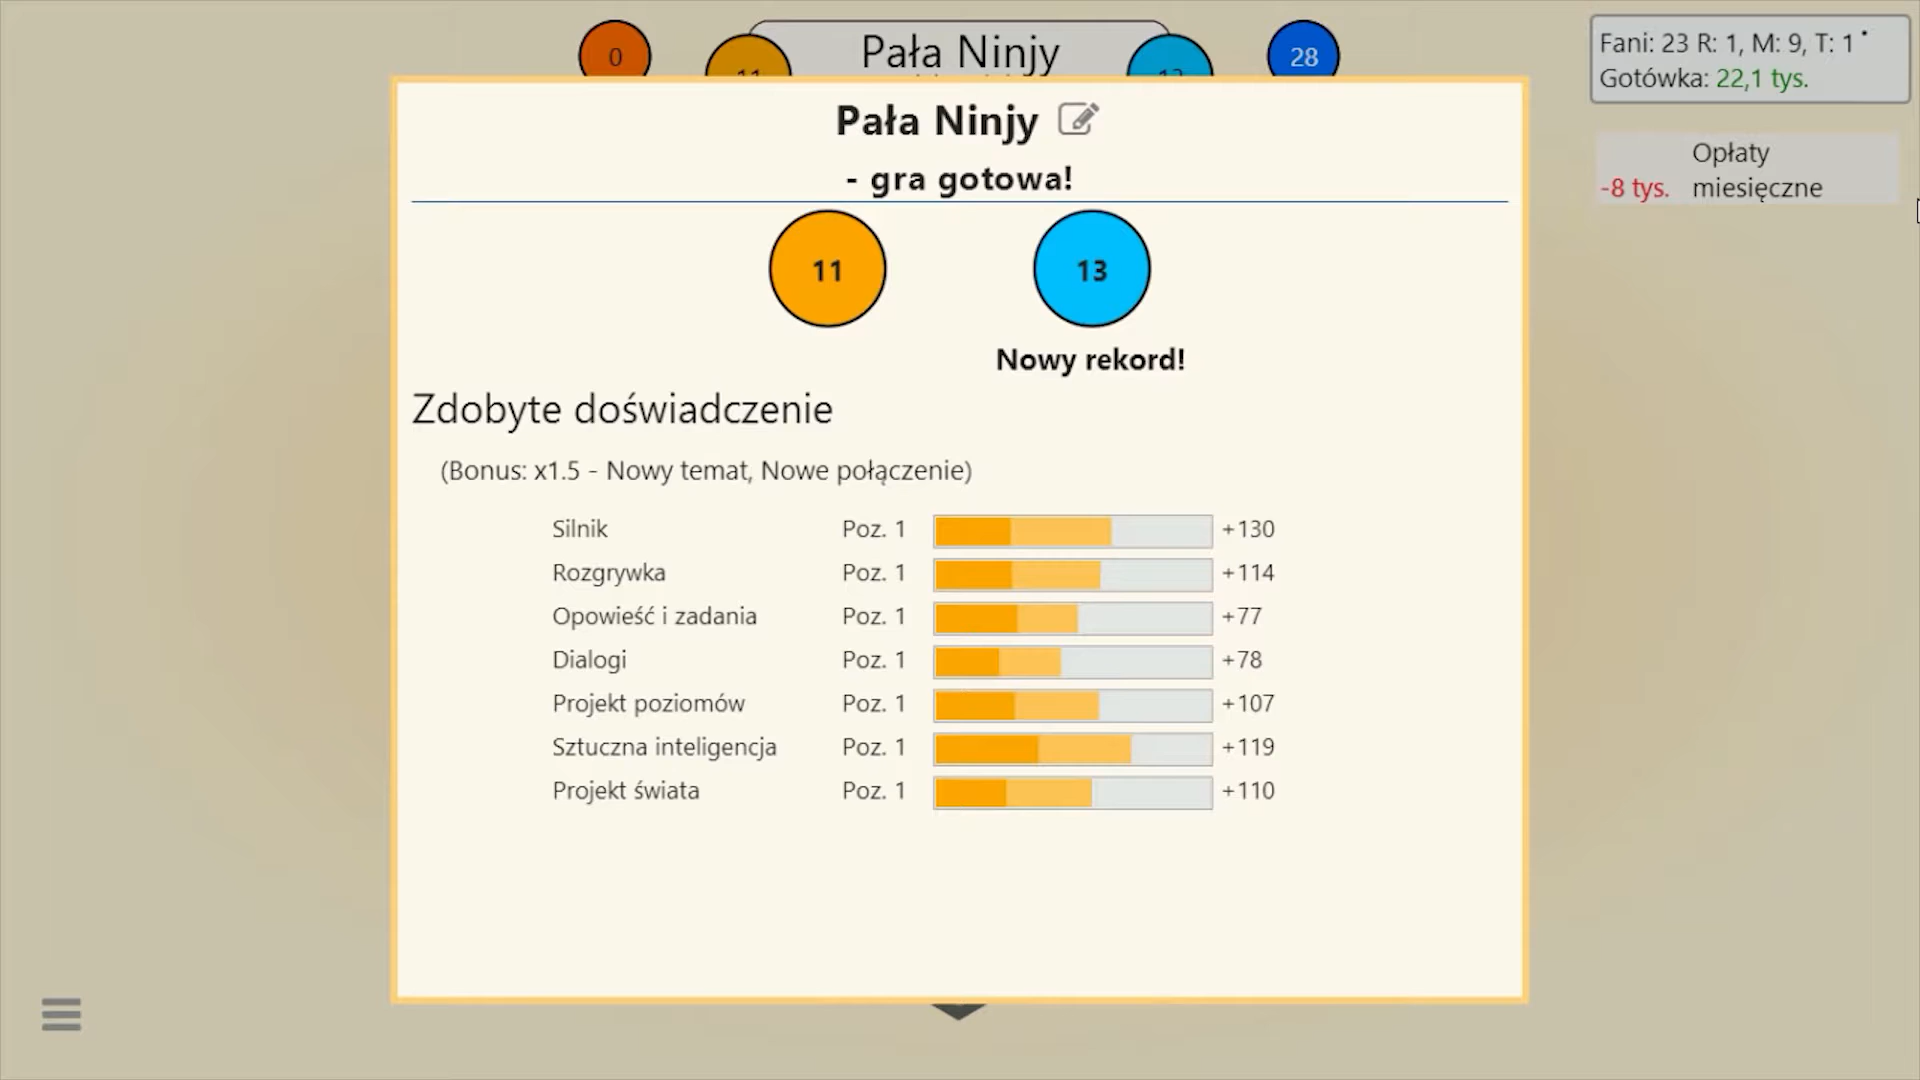 0
Pała Ninjy
28
Fani: 23 R: 1, M: 9, T: 1
Gotówka: 22,1 tys.
Opłaty
-8 tys. miesięczne
Pała Ninjy
- gra gotowa!
11
13
Nowy rekord!
Zdobyte doświadczenie
(Bonus: x1.5 - Nowy temat, Nowe połączenie)
Silnik Poz. 1 +130
Rozgrywka Poz. 1 +114
Opowieść i zadania Poz. 1 +77
Dialogi Poz. 1 +78
Projekt poziomów Poz. 1 +107
Sztuczna inteligencja Poz. 1 +119
Projekt świata Poz. 1 +110